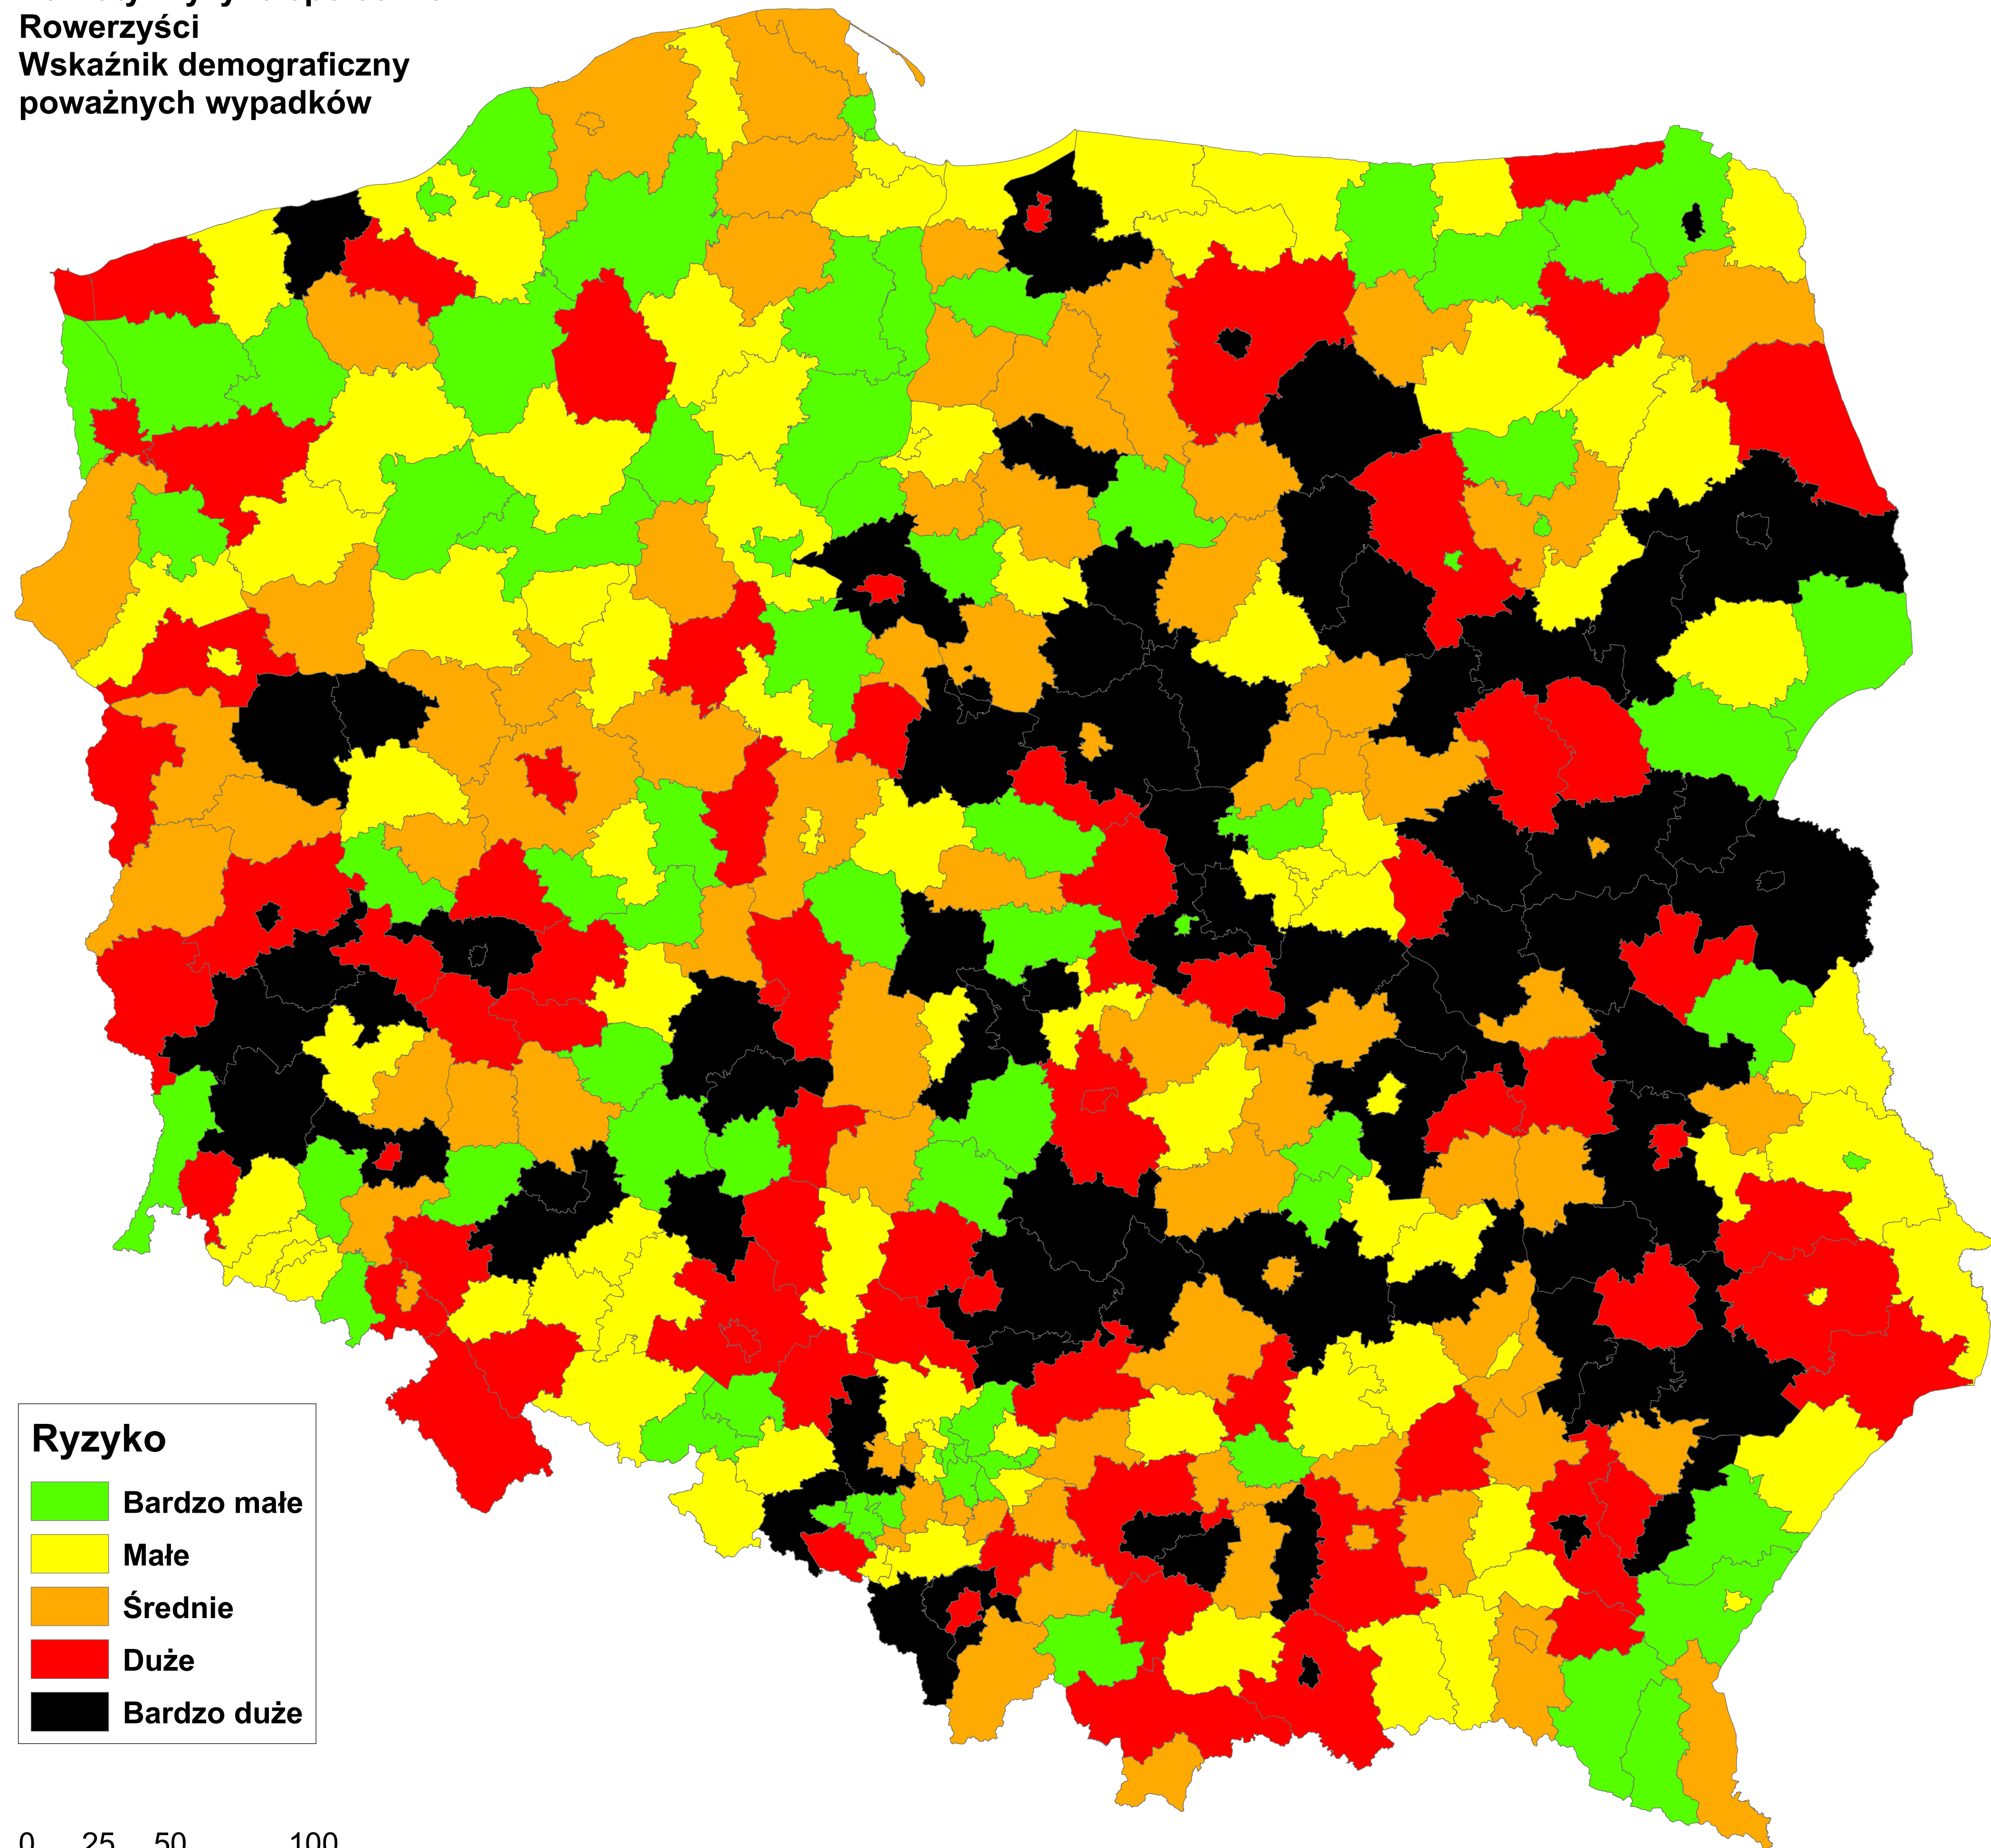 Rowerzyści
Wskaźnik demograficzny
poważnych wypadków
Ryzyko
Bardzo małe
Małe
Średnie
Duże
Bardzo duże
0 25 50 100